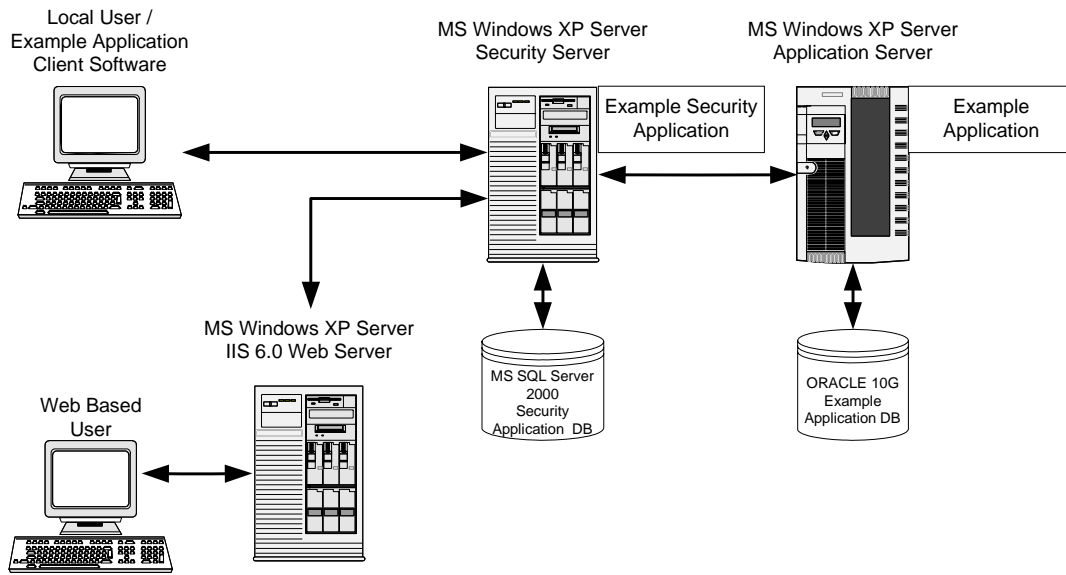 Local User /
Example Application
Client Software
MS Windows XP Server
Security Server
MS Windows XP Server
Application Server
Example Security
Application
Example
Application
MS Windows XP Server
IIS 6.0 Web Server
MS SQL Server
2000
Security
Application DB
ORACLE 10G
Example
Application DB
Web Based
User